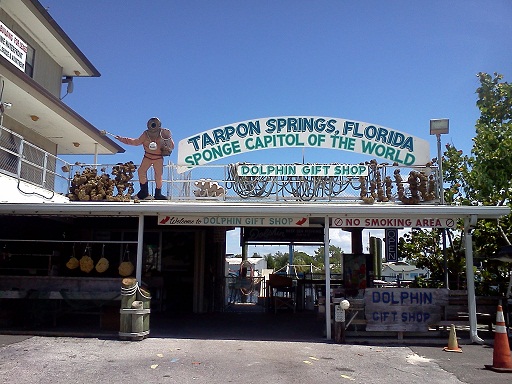 TARPON SPRINGS, FLORIDA
SPONGE CAPITOL OF THE WORLD
DOLPHIN GIFT SHOP
Welcome to DOLPHIN GIFT SHOP
NO SMOKING AREA
DOLPHIN
GIFT SHOP